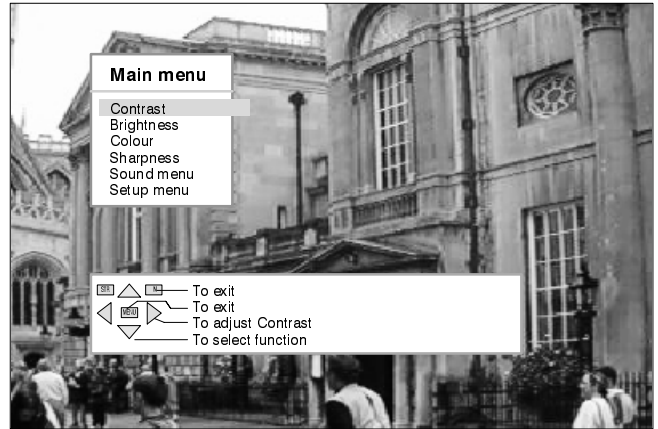 Main menu
Contrast
Brightness
Colour
Sharpness
Sound menu
Setup menu
To exit
MENU To exit
To adjust Contrast
To select function